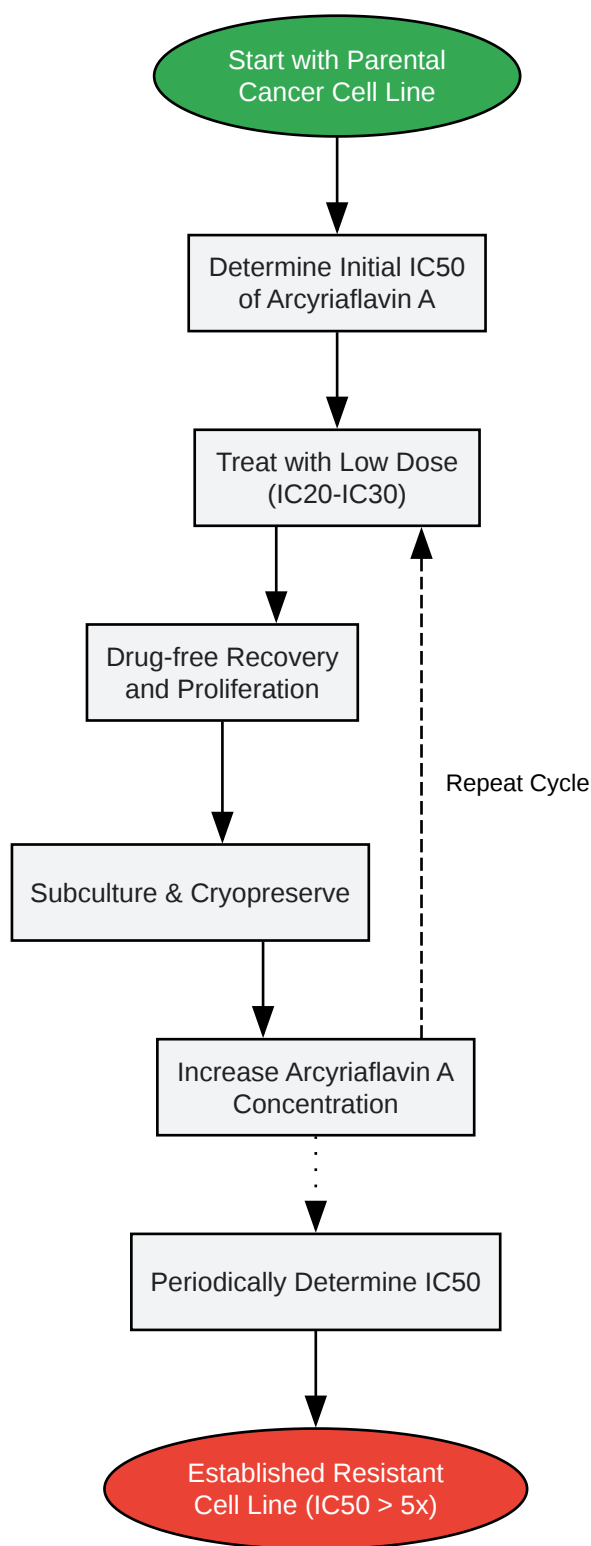 Start with Parental
Cancer Cell Line
Determine Initial IC50
of Arcyriaflavin A
Treat with Low Dose
(IC20-IC30)
Drug-free Recovery
and Proliferation
Repeat Cycle
Subculture & Cryopreserve
Increase Arcyriaflavin A
Concentration
Periodically Determine IC50
Established Resistant
Cell Line (IC50 > 5x)